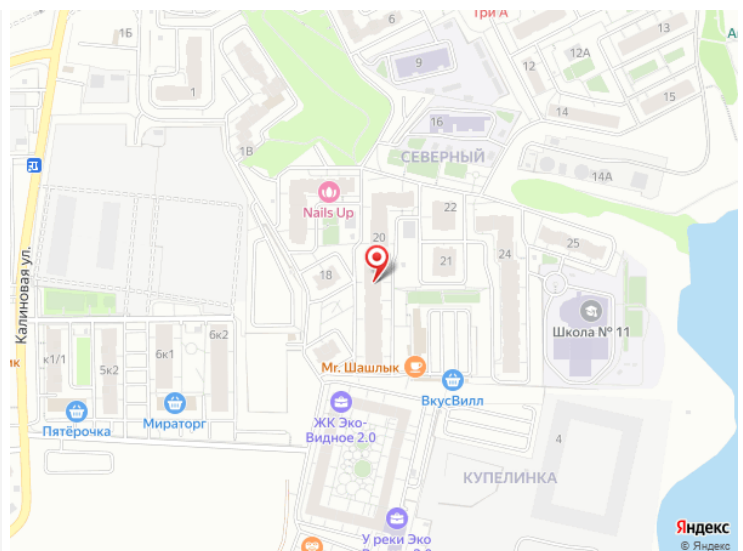 Три А
6
13
1Б
12А
9
12
1
15
14
16
1В
СЕВЕРНЫЙ
14А
Nails Up
22
20
25
24
21
18
Калиновая ул.
Школа № 11
6к2
к1/1
6к1
5к2
Mr. Шашлык
ик
ВкусВилл
Пятёрочка
Мираторг
ЖК Эко-
Видное 2.0
4
КУПЕЛИНКА
У реки Эко
Яндекс
© Яндекс